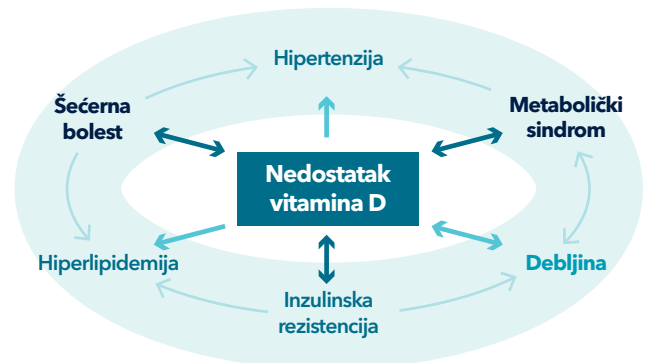 Hipertenzija
Šećerna
bolest
Metabolički
sindrom
Nedostatak
vitamina D
Hiperlipidemija
Debljina
Inzulinska
rezistencija